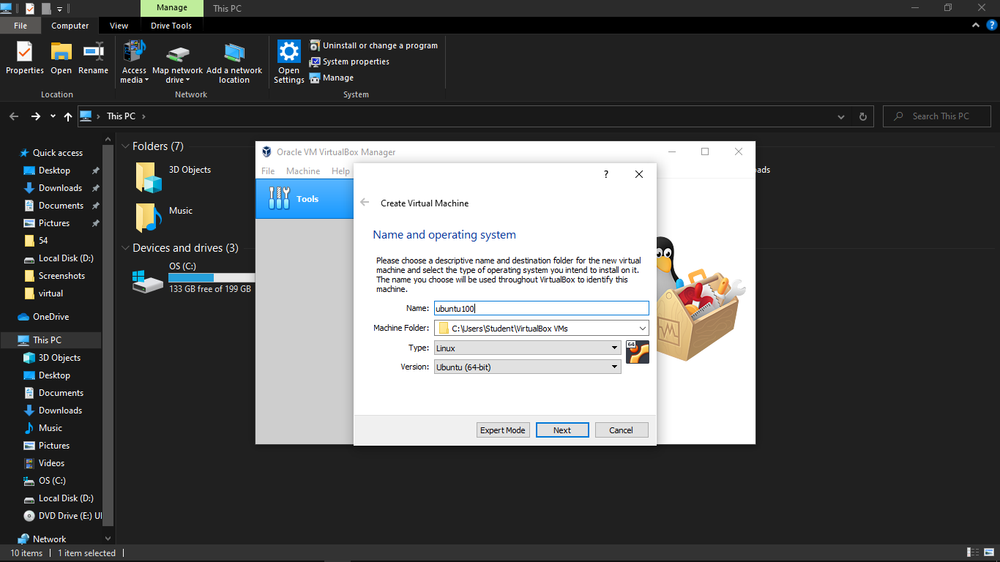 Manage
This PC
File
Computer
View
Drive Tools
Properties
Open
Rename
Access media
Map network drive
Add a network location
Open Settings
Uninstall or change a program
System properties
Manage
Location
Network
System
This PC
Search This PC
Quick access
Desktop
Downloads
Documents
Pictures
54
Local Disk (D:)
Screenshots
virtual
OneDrive
This PC
3D Objects
Desktop
Documents
Downloads
Music
Pictures
Videos
OS (C:)
Local Disk (D:)
DVD Drive (E:) U
Network
Folders (7)
3D Objects
Music
ads
Devices and drives (3)
OS (C:)
133 GB free of 199 GB
Oracle VM VirtualBox Manager
File Machine Help
Tools
?
Create Virtual Machine
Name and operating system
Please choose a descriptive name and destination folder for the new virtual
machine and select the type of operating system you intend to install on it.
The name you choose will be used throughout VirtualBox to identify this
machine.
Name: ubuntu100
Machine Folder: C:\Users\Student\VirtualBox VMs
Type: Linux
64
Version: Ubuntu (64-bit)
Expert Mode
Next
Cancel
10 items
1 item selected